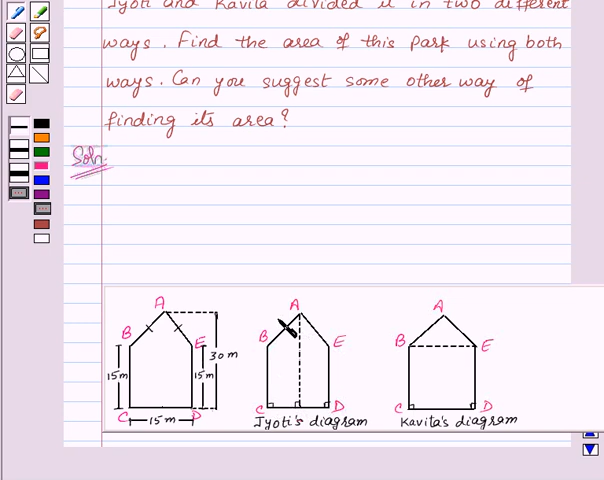 Jyoti and Kavita divided it in two different
ways. Find the area of this Park using both
ways. Can you suggest some other way of
finding its area?
Soln:
A
B
E
30 m
15m
15m
C
D
15 m
A
B
E
C
D
Jyoti's diagram
A
B
E
C
D
Kavita's diagram